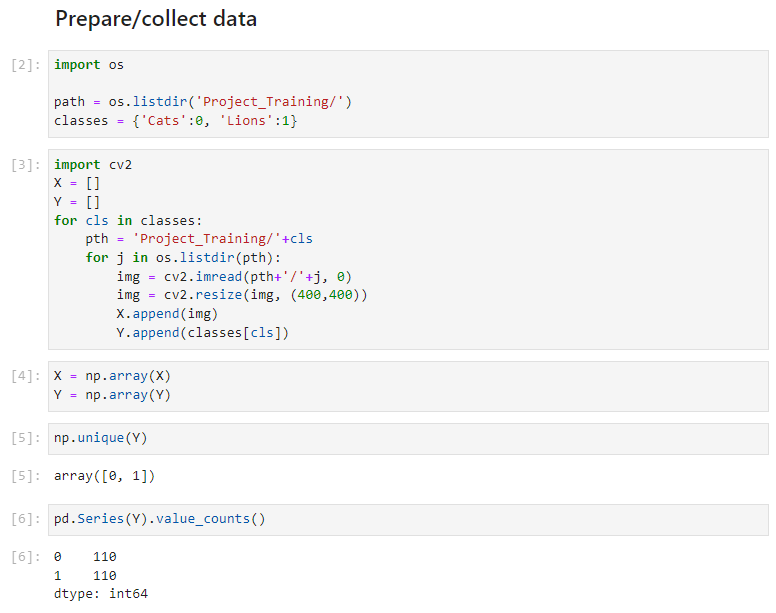 Prepare/collect data
[2]: import os
path = os.listdir('Project_Training/')
classes = {'Cats':0, 'Lions':1}
[3]: import cv2
X = []
Y = []
for cls in classes:
    pth = 'Project_Training/'+cls
    for j in os.listdir(pth):
        img = cv2.imread(pth+'/'+j, 0)
        img = cv2.resize(img, (400,400))
        X.append(img)
        Y.append(classes[cls])
[4]: X = np.array(X)
Y = np.array(Y)
[5]: np.unique(Y)
[5]: array([0, 1])
[6]: pd.Series(Y).value_counts()
[6]: 0    110
1    110
dtype: int64